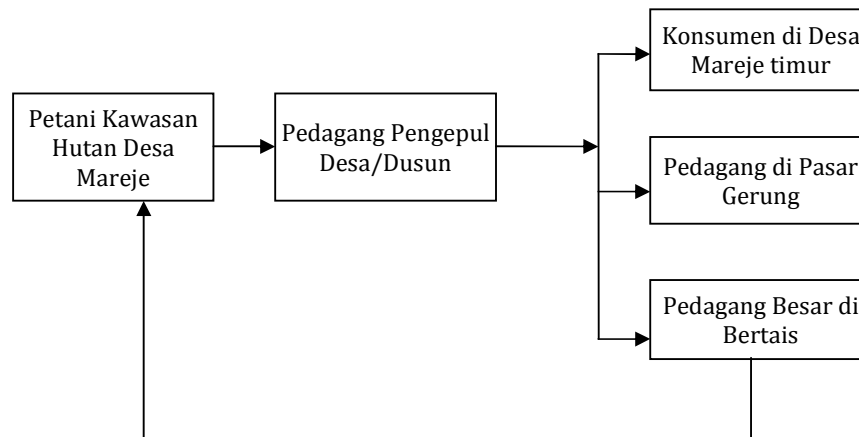 Petani Kawasan
Hutan Desa
Mareje
Pedagang Pengepul
Desa/Dusun
Konsumen di Desa
Mareje timur
Pedagang di Pasar
Gerung
Pedagang Besar di
Bertais